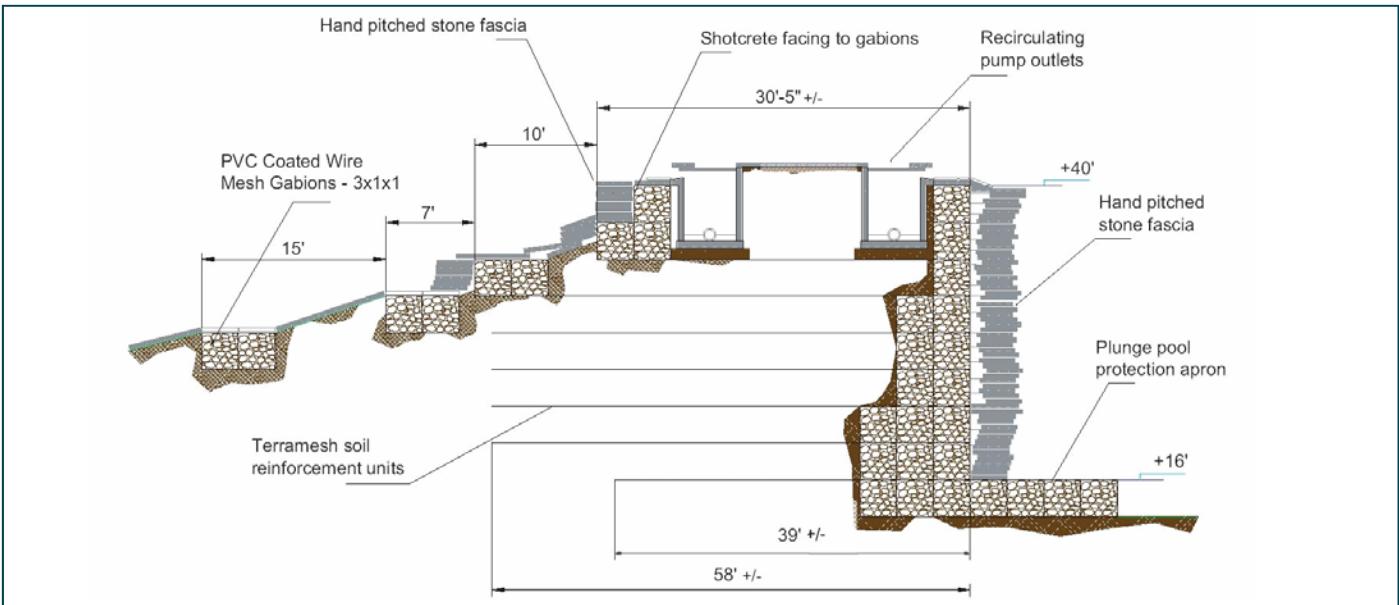 Hand pitched stone fascia
Shotcrete facing to gabions
Recirculating
pump outlets
30'-5" +/-
10'
PVC Coated Wire
Mesh Gabions - 3x1x1
+40'
7'
Hand pitched
stone fascia
15'
Plunge pool
protection apron
Terramesh soil
reinforcement units
+16'
39' +/-
58' +/-